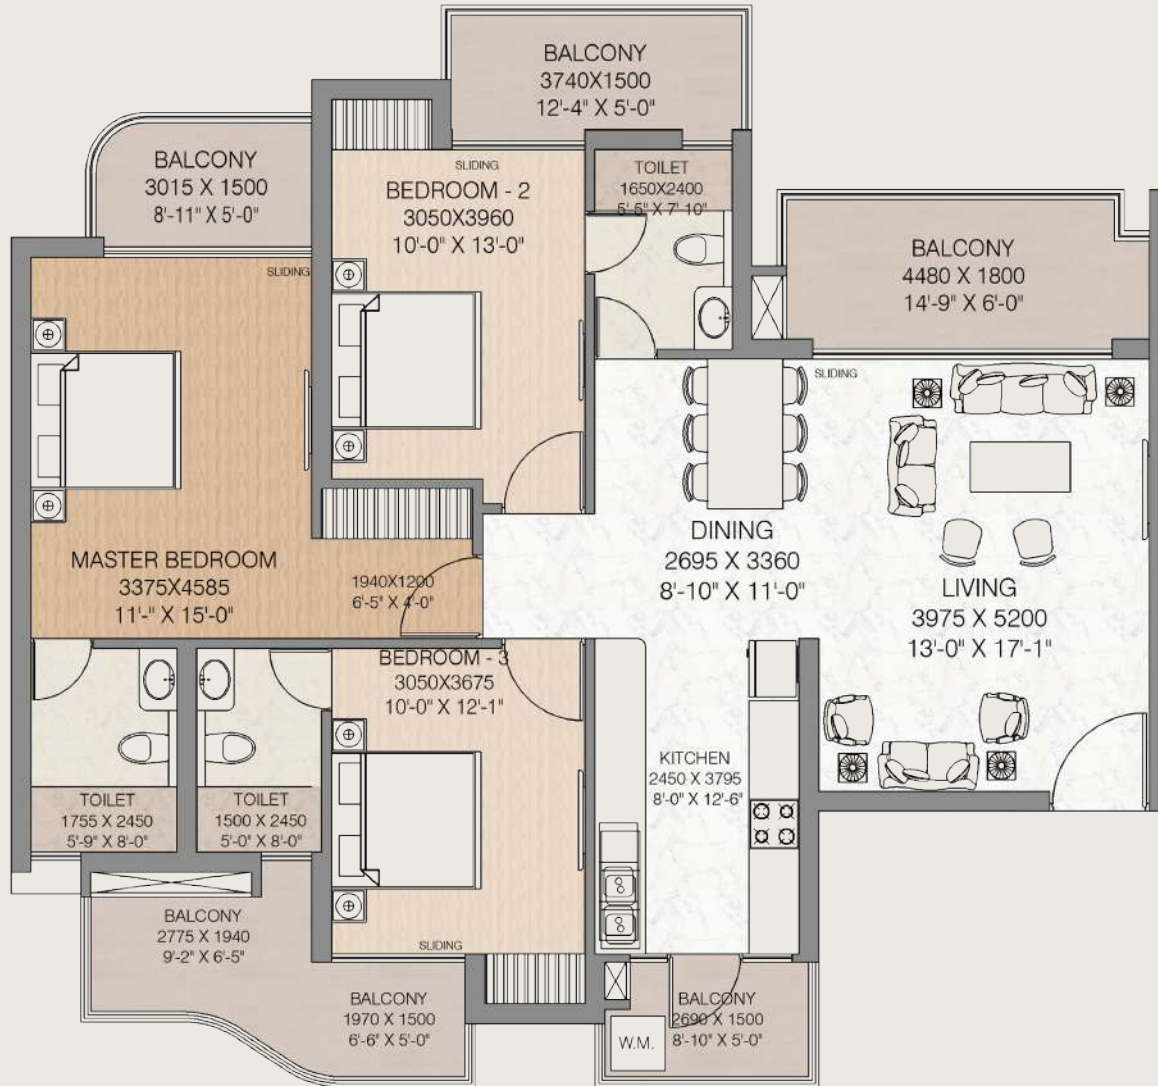 BALCONY
3740X1500
12'-4" X 5'-0"
BALCONY
3015 X 1500
8'-11" X 5'-0"
SLIDING
BEDROOM - 2
3050X3960
10'-0" X 13'-0"
TOILET
1650X2400
5'-5" X 7'10"
BALCONY
4480 X 1800
14'-9" X 6'-0"
SLIDING
SLIDING
MASTER BEDROOM
3375X4585
11'-" X 15'-0"
1940X1200
6'-5" X 4'-0"
DINING
2695 X 3360
8'-10" X 11'-0"
LIVING
3975 X 5200
13'-0" X 17'-1"
BEDROOM - 3
3050X3675
10'-0" X 12'-1"
KITCHEN
2450 X 3795
8'-0" X 12'-6"
TOILET
1755 X 2450
5'-9" X 8'-0"
TOILET
1500 X 2450
5'-0" X 8'-0"
BALCONY
2775 X 1940
9'-2" X 6'-5"
SLIDING
BALCONY
1970 X 1500
6'-6" X 5'-0"
W.M.
BALCONY
2690 X 1500
8'-10" X 5'-0"